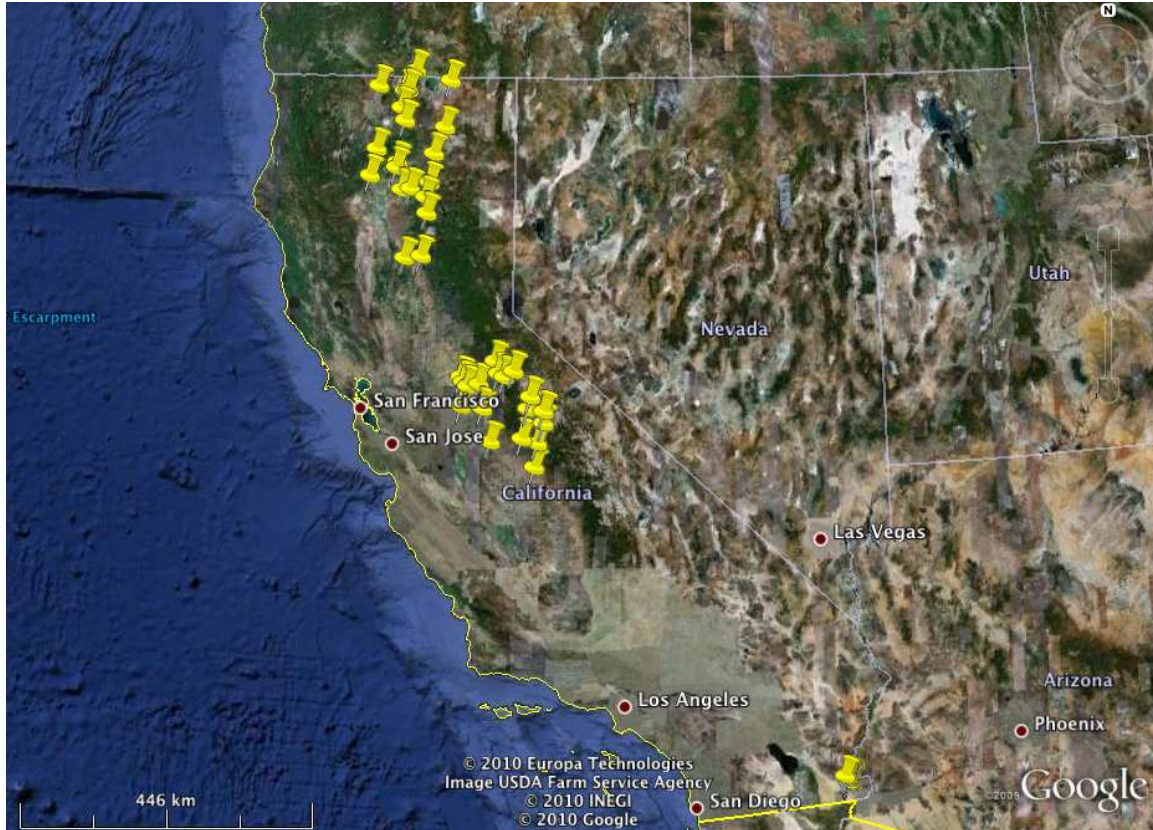 N
Utah
Escarpment
Nevada
San Francisco
San Jose
California
Las Vegas
Arizona
Los Angeles
Phoenix
© 2010 Europa Technologies
Image USDA Farm Service Agency
© 2010 INEGI
© 2010 Google
446 km
San Diego
©2009 Google